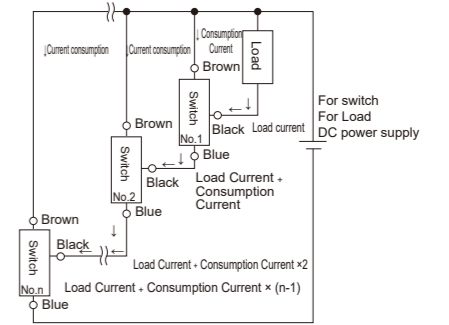 ↓Current consumption
↓Current consumption
↓Consumption
Current
Load
Brown
Switch
No.1
Black
Load current
For switch
For Load
DC power supply
Blue
Brown
Switch
No.2
Black
Load Current +
Consumption
Current
Blue
Brown
Switch
No.n
Black
Load Current + Consumption Current ×2
Load Current + Consumption Current × (n-1)
Blue